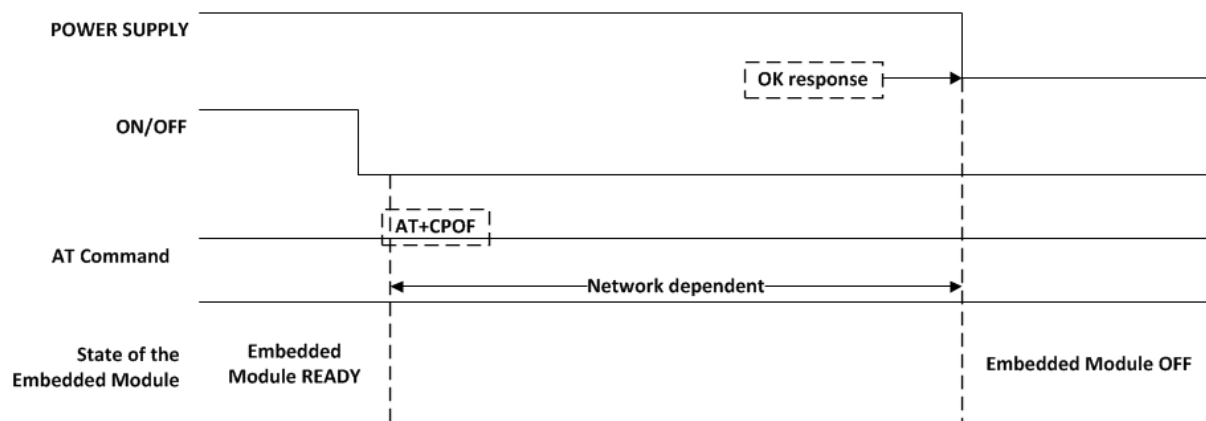 POWER SUPPLY
OK response
ON/OFF
AT+CPOF
AT Command
Network dependent
State of the
Embedded Module
Embedded
Module READY
Embedded Module OFF